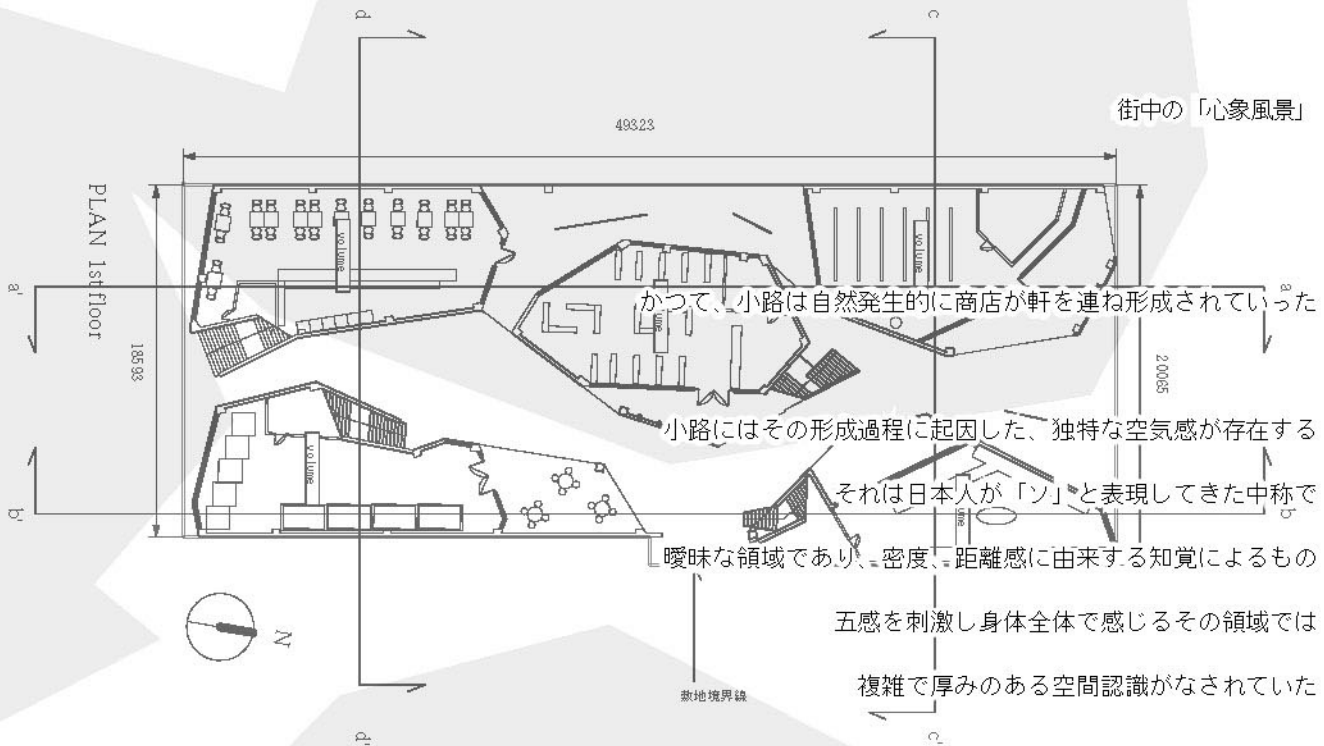 d
c
街中の「心象風景」
49323
PLAN 1stfloor
volume
volume
a'
a
かつて、小路は自然発生的に商店が軒を連ね形成されていった
volume
18593
20065
小路にはその形成過程に起因した、独特な空気感が存在する
volume
それは日本人が「ソ」と表現してきた中称で
b'
b
volume
曖昧な領域であり、密度、距離感に由来する知覚によるもの
N
五感を刺激し身体全体で感じるその領域では
敷地境界線
複雑で厚みのある空間認識がなされていた
d'
c'